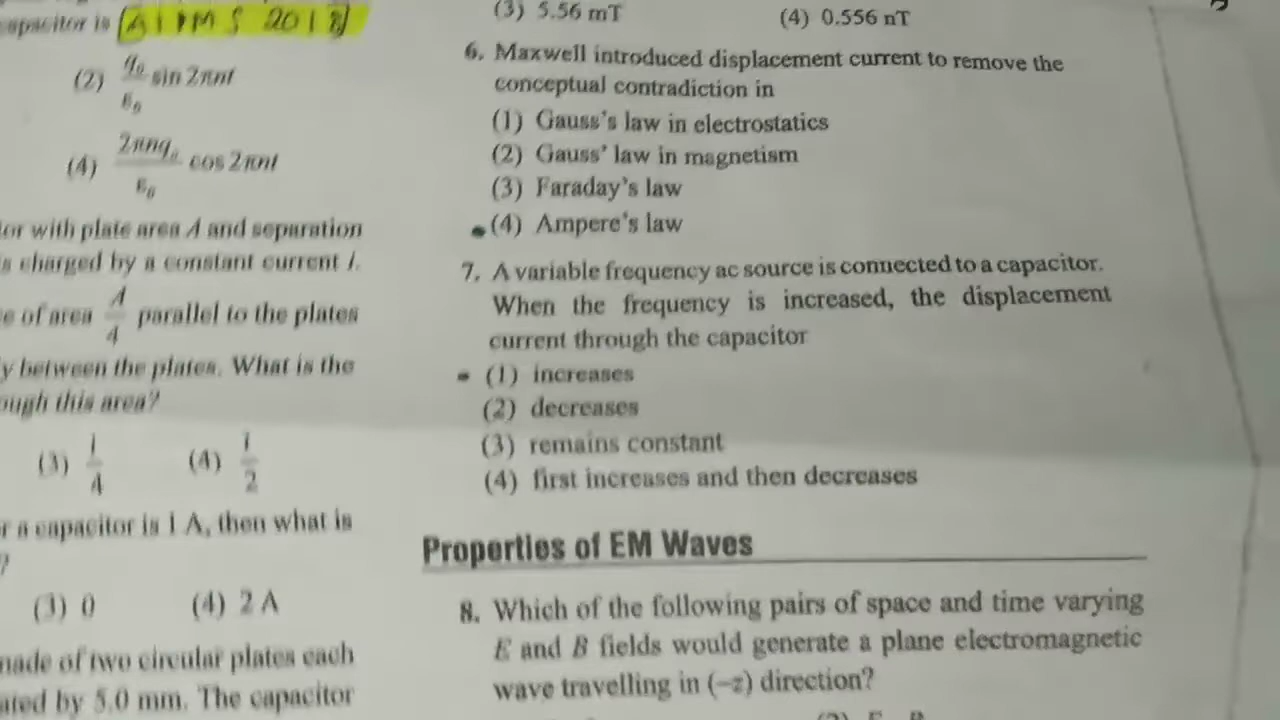 apacitor is [AIIMS 2018]
(2) q₀/ε₀ sin 2πnt
(4) 2πnq₀/ε₀ cos 2πnt
or with plate area A and separation
s charged by a constant current I.
e of area A/4 parallel to the plates
y between the plates. What is the
ough this area?
(3) I/4 (4) I/2
r a capacitor is 1 A, then what is
?
(3) 0 (4) 2 A
made of two circular plates each
ated by 5.0 mm. The capacitor
(3) 5.56 mT (4) 0.556 nT
6. Maxwell introduced displacement current to remove the
conceptual contradiction in
(1) Gauss's law in electrostatics
(2) Gauss' law in magnetism
(3) Faraday's law
(4) Ampere's law
7. A variable frequency ac source is connected to a capacitor.
When the frequency is increased, the displacement
current through the capacitor
(1) increases
(2) decreases
(3) remains constant
(4) first increases and then decreases
Properties of EM Waves
8. Which of the following pairs of space and time varying
E and B fields would generate a plane electromagnetic
wave travelling in (–z) direction?